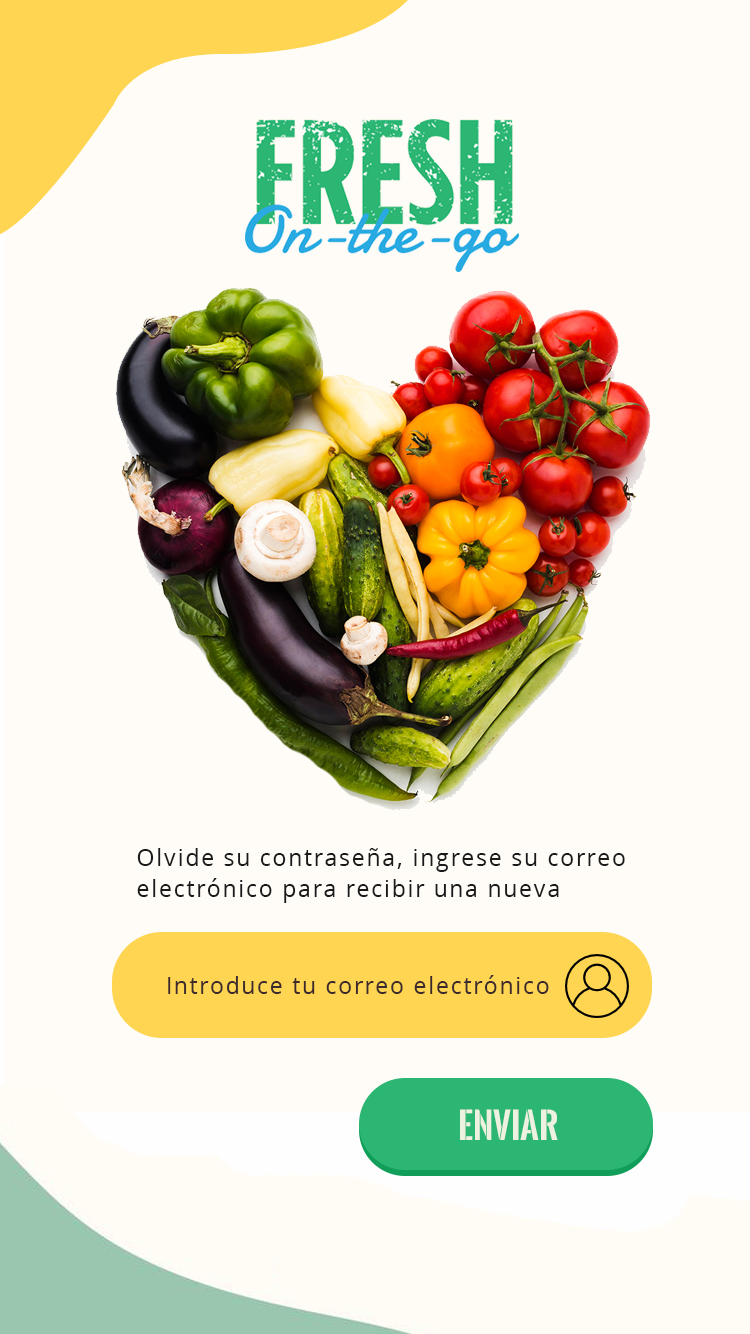 FRESH
On-the-go
Olvide su contraseña, ingrese su correo
electrónico para recibir una nueva
Introduce tu correo electrónico
ENVIAR